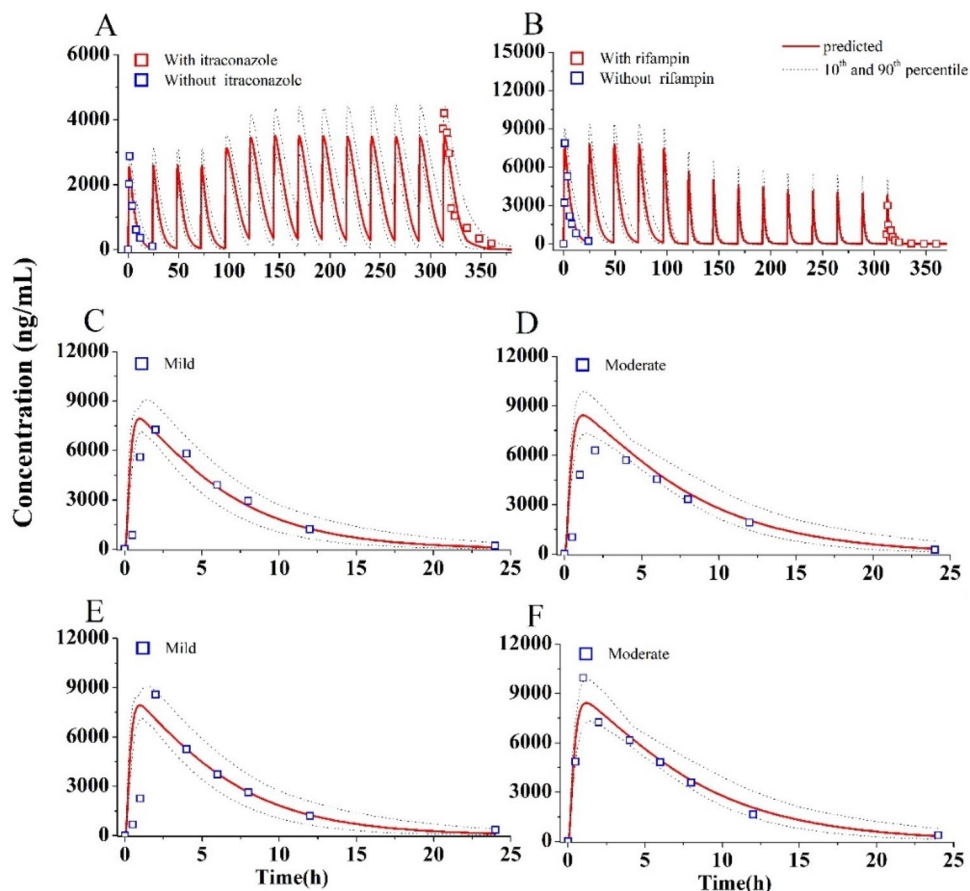 A
With itraconazole
Without itraconazolc
6000
4000
2000
0
0 50 100 150 200 250 300 350
B
With rifampin
Without rifampin
predicted
10th and 90th percentile
15000
12000
9000
6000
3000
0
0 50 100 150 200 250 300 350
Concentration (ng/mL)
C
Mild
12000
9000
6000
3000
0
0 5 10 15 20 25
D
Moderate
12000
9000
6000
3000
0
0 5 10 15 20 25
E
Mild
12000
9000
6000
3000
0
0 5 10 15 20 25
Time(h)
F
Moderate
12000
9000
6000
3000
0
0 5 10 15 20 25
Time(h)